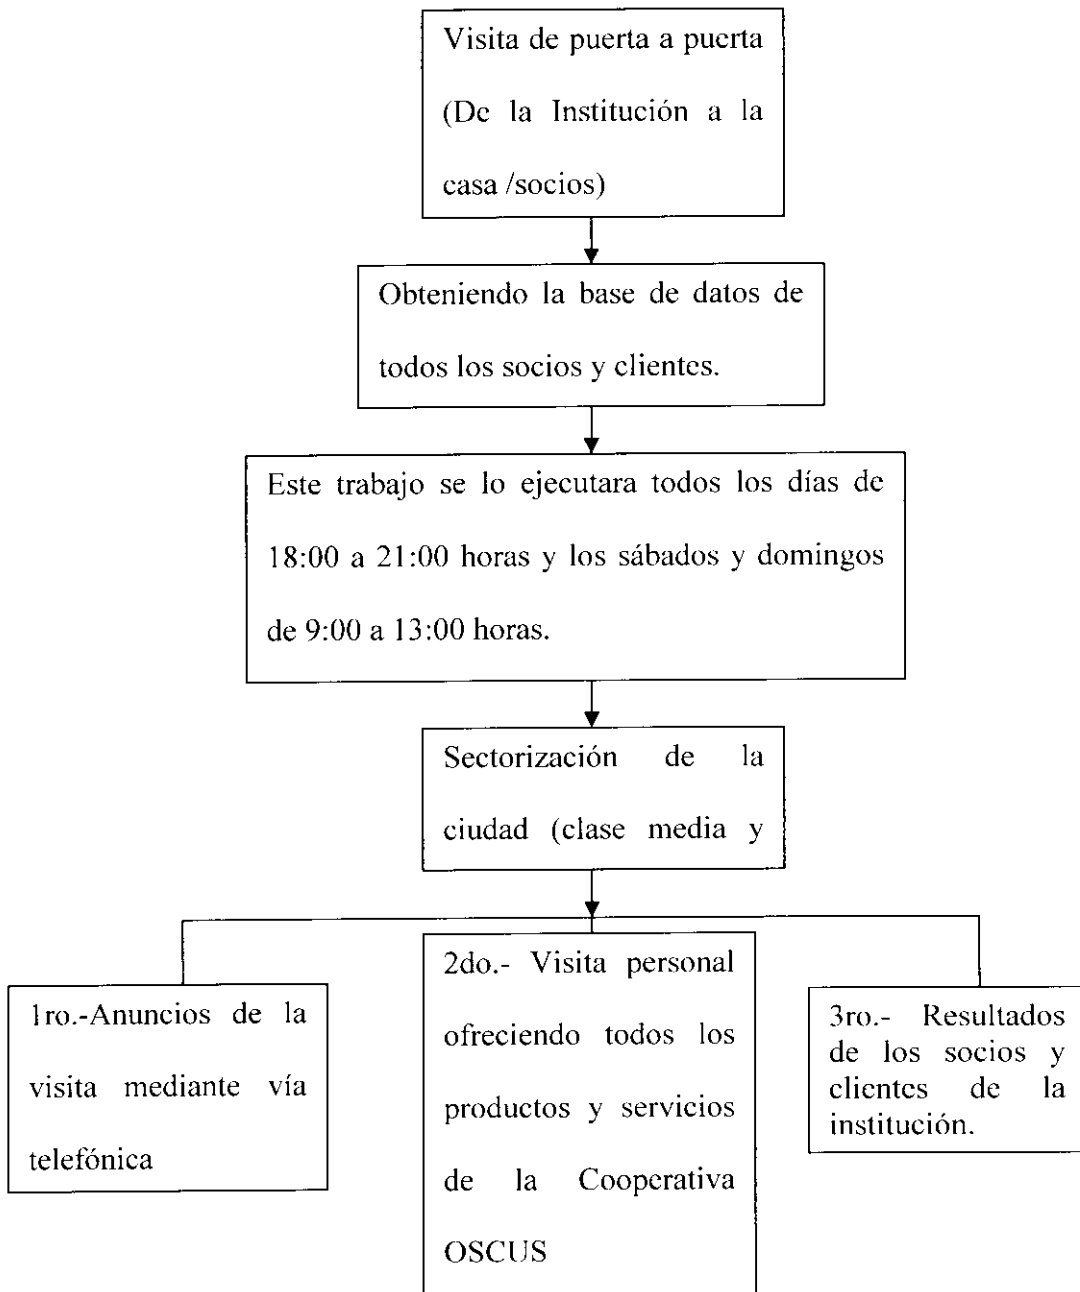 Visita de puerta a puerta
(De la Institución a la
casa /socios)
Obteniendo la base de datos de
todos los socios y clientes.
Este trabajo se lo ejecutara todos los días de
18:00 a 21:00 horas y los sábados y domingos
de 9:00 a 13:00 horas.
Sectorización de la
ciudad (clase media y
1ro.-Anuncios de la
visita mediante vía
telefónica
2do.- Visita personal
ofreciendo todos los
productos y servicios
de la Cooperativa
OSCUS
3ro.- Resultados
de los socios y
clientes de la
institución.